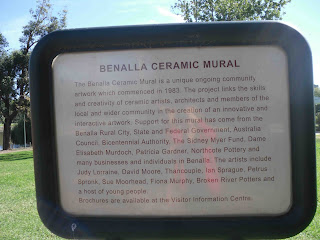 BENALLA CERAMIC MURAL
The Benalla Ceramic Mural is a unique ongoing community
artwork which commenced in 1983. The project links the skills
and creativity of ceramic artists, architects and members of the
local and wider community in the creation of an innovative and
interactive artwork. Support for this mural has come from the
Benalla Rural City, State and Federal Government, Australia
Council, Bicentennial Authority, The Sidney Myer Fund, Dame
Elisabeth Murdoch, Patricia Gardner, Northcote Pottery and
many businesses and individuals in Benalla. The artists include
Judy Lorraine, David Moore, Thancoupie, Ian Sprague, Petrus
Spronk, Sue Moorhead, Fiona Murphy, Broken River Potters and
a host of young people.
Brochures are available at the Visitor Information Centre.